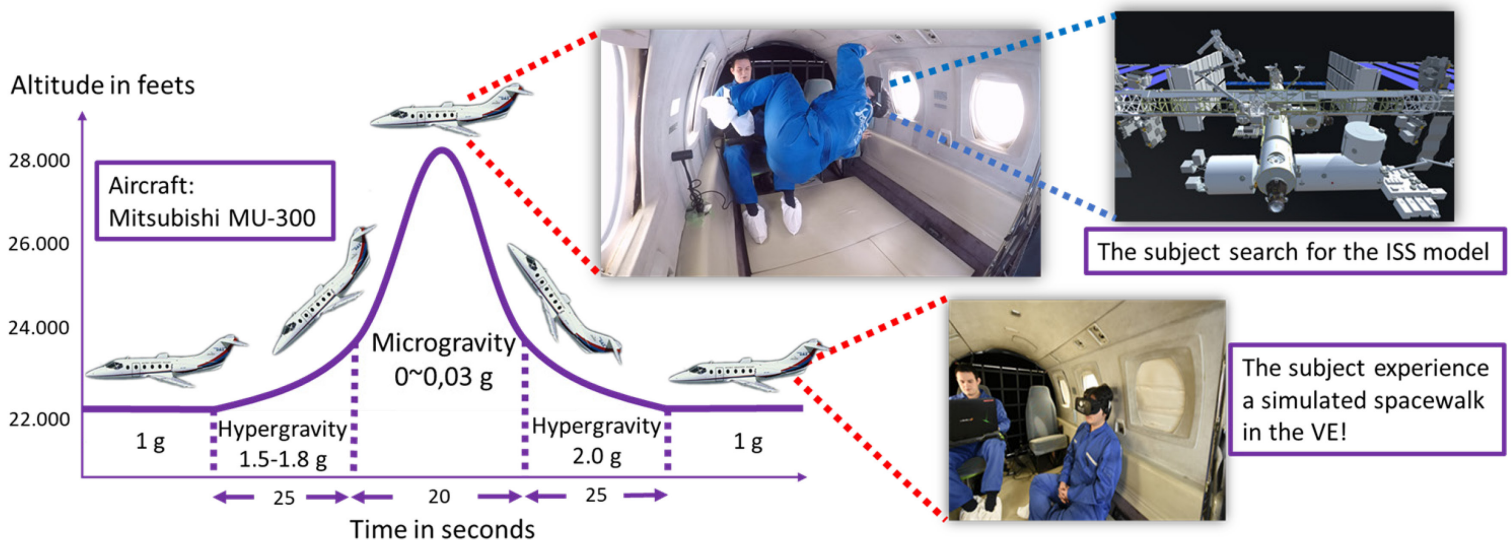 Altitude in feets
28.000
26.000
24.000
22.000
Aircraft:
Mitsubishi MU-300
Microgravity
0~0,03 g
1 g
Hypergravity
1.5-1.8 g
Hypergravity
2.0 g
1 g
25
20
25
Time in seconds
The subject search for the ISS model
The subject experience
a simulated spacewalk
in the VE!